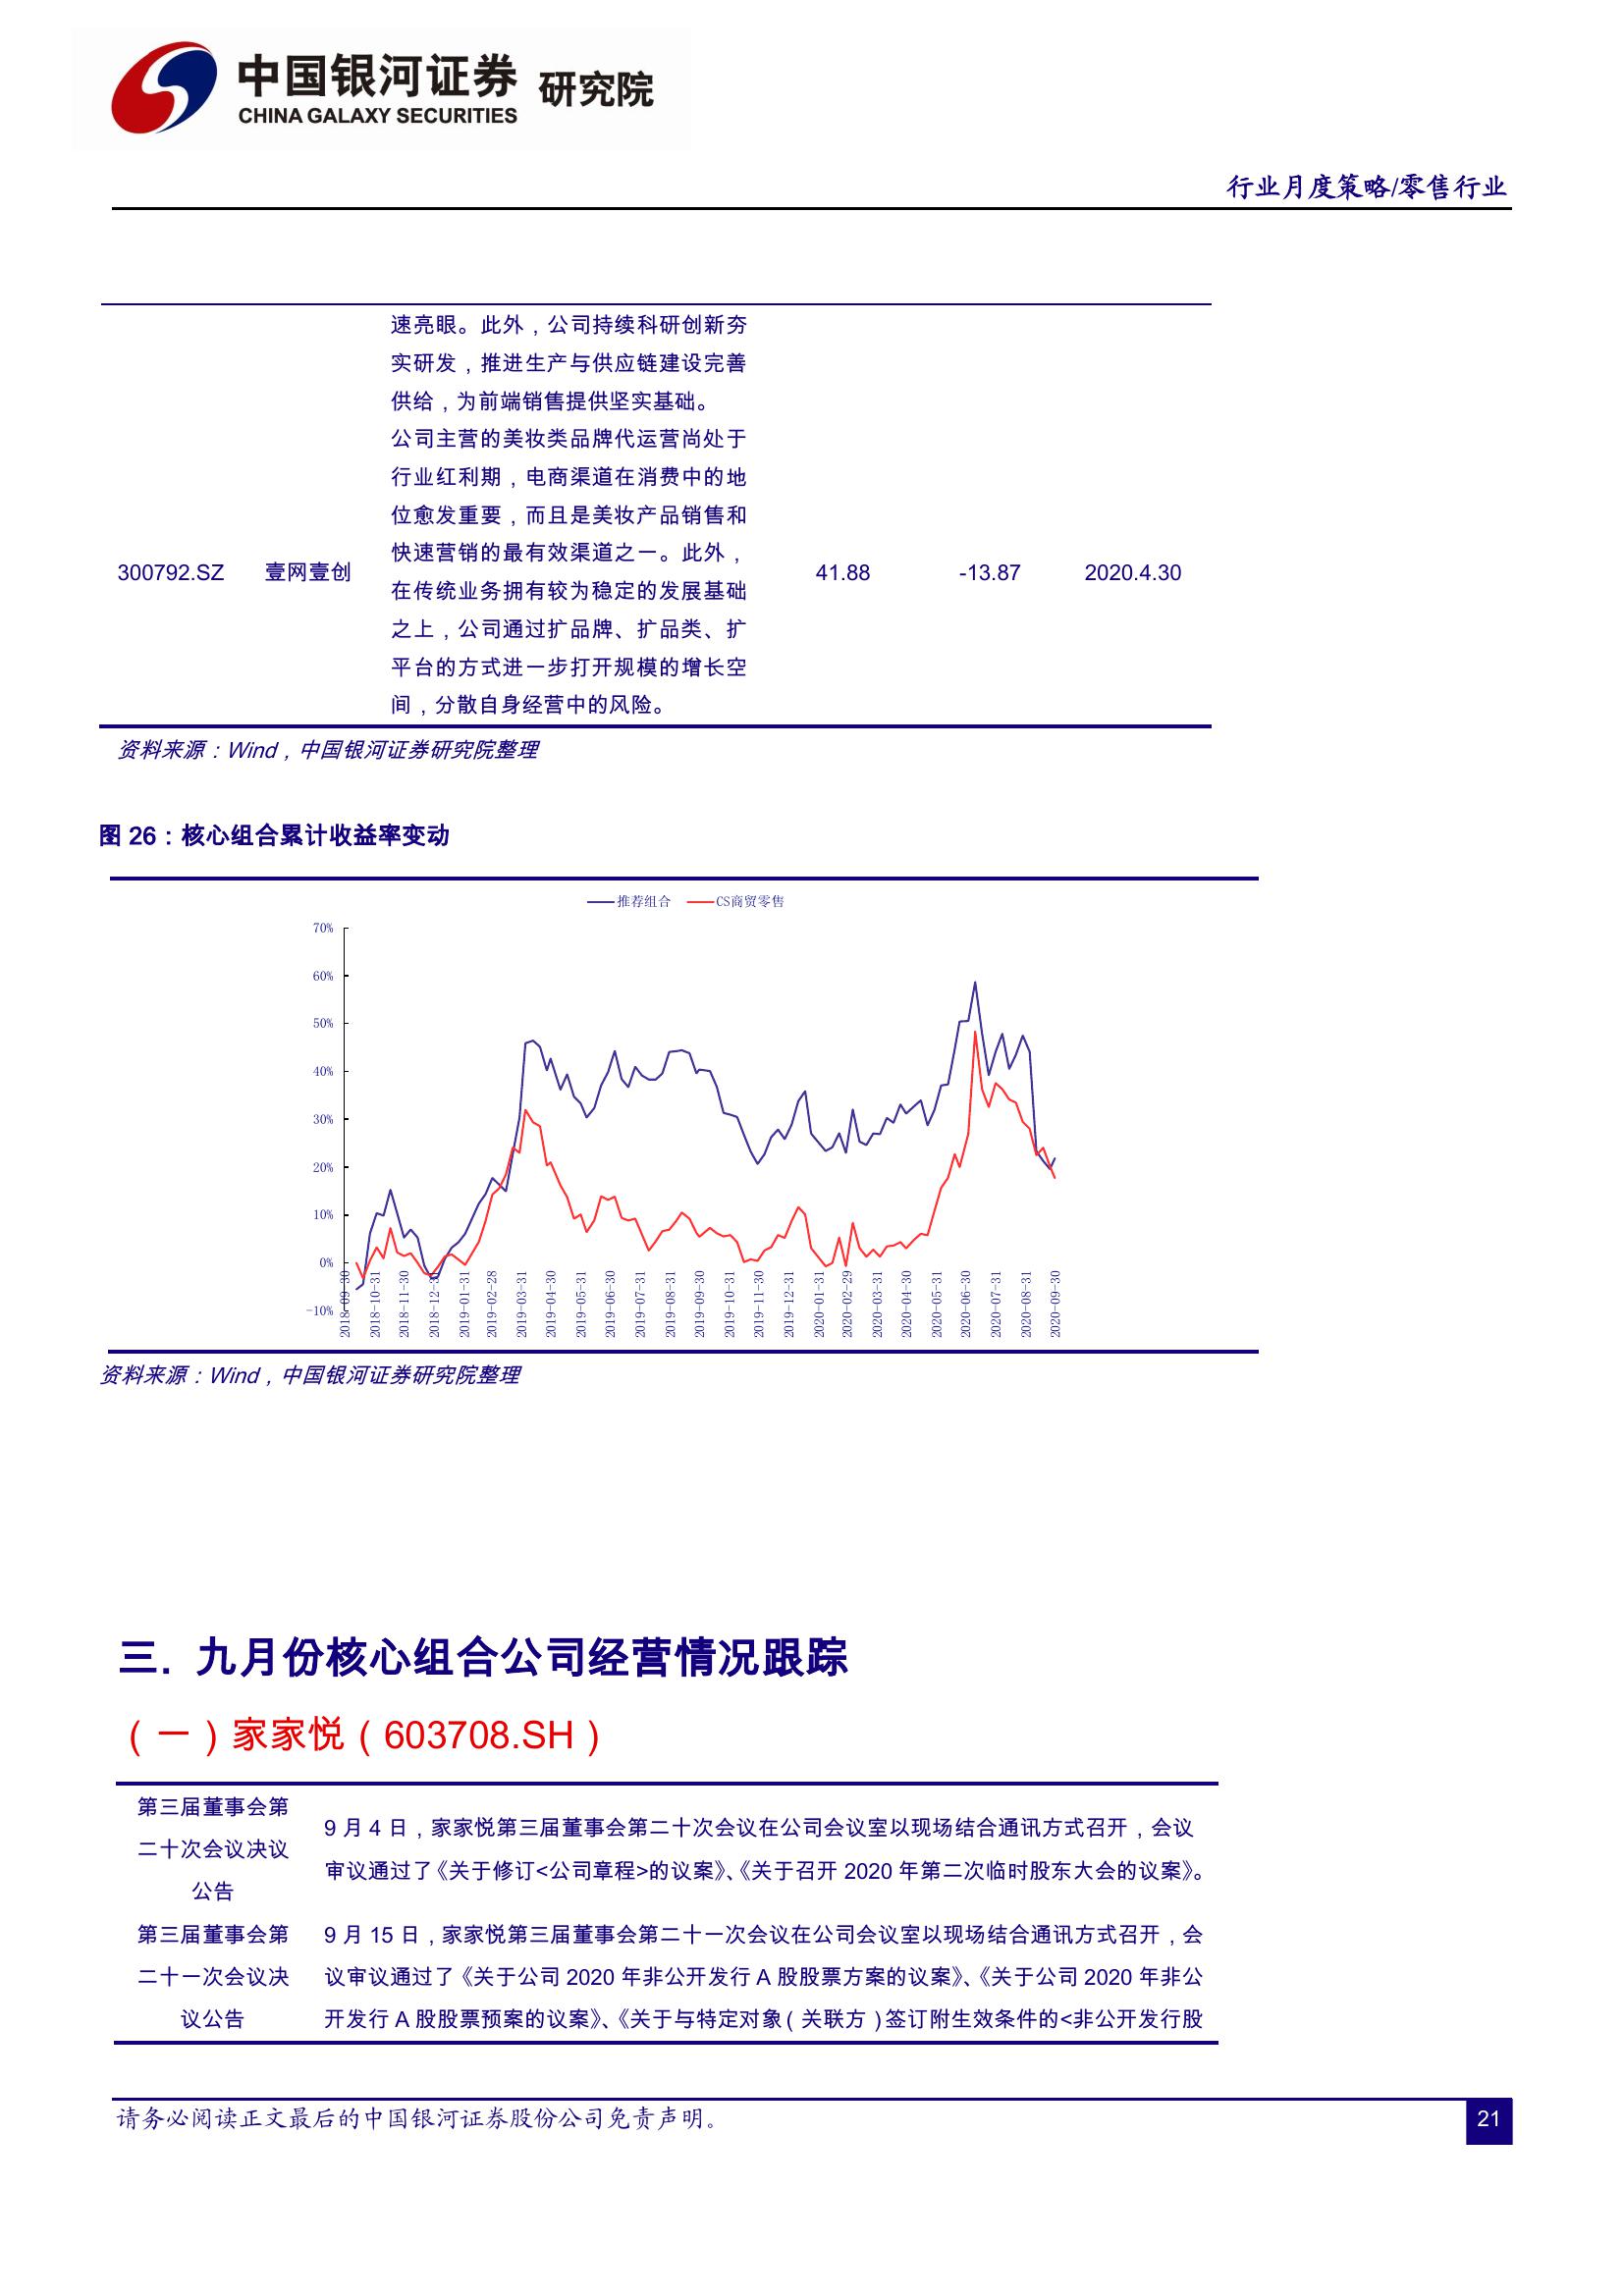 中国银河证券 研究院
CHINA GALAXY SECURITIES
行业月度策略/零售行业
速亮眼。此外，公司持续科研创新夯
实研发，推进生产与供应链建设完善
供给，为前端销售提供坚实基础。
公司主营的美妆类品牌代运营尚处于
行业红利期，电商渠道在消费中的地
位愈发重要，而且是美妆产品销售和
快速营销的最有效渠道之一。此外，
300792.SZ 壹网壹创 41.88 -13.87 2020.4.30
在传统业务拥有较为稳定的发展基础
之上，公司通过扩品牌、扩品类、扩
平台的方式进一步打开规模的增长空
间，分散自身经营中的风险。
资料来源：Wind，中国银河证券研究院整理
图 26：核心组合累计收益率变动
推荐组合 CS商贸零售
70%
60%
50%
40%
30%
20%
10%
0%
-10%
2018-09-30
2018-10-31
2018-11-30
2018-12-31
2019-01-31
2019-02-28
2019-03-31
2019-04-30
2019-05-31
2019-06-30
2019-07-31
2019-08-31
2019-09-30
2019-10-31
2019-11-30
2019-12-31
2020-01-31
2020-02-29
2020-03-31
2020-04-30
2020-05-31
2020-06-30
2020-07-31
2020-08-31
2020-09-30
资料来源：Wind，中国银河证券研究院整理
三. 九月份核心组合公司经营情况跟踪
（一）家家悦（603708.SH）
第三届董事会第
二十次会议决议
公告
9 月 4 日，家家悦第三届董事会第二十次会议在公司会议室以现场结合通讯方式召开，会议
审议通过了《关于修订<公司章程>的议案》、《关于召开 2020 年第二次临时股东大会的议案》。
第三届董事会第
二十一次会议决
议公告
9 月 15 日，家家悦第三届董事会第二十一次会议在公司会议室以现场结合通讯方式召开，会
议审议通过了《关于公司 2020 年非公开发行 A 股股票方案的议案》、《关于公司 2020 年非公
开发行 A 股股票预案的议案》、《关于与特定对象（关联方）签订附生效条件的<非公开发行股
请务必阅读正文最后的中国银河证券股份公司免责声明。
21